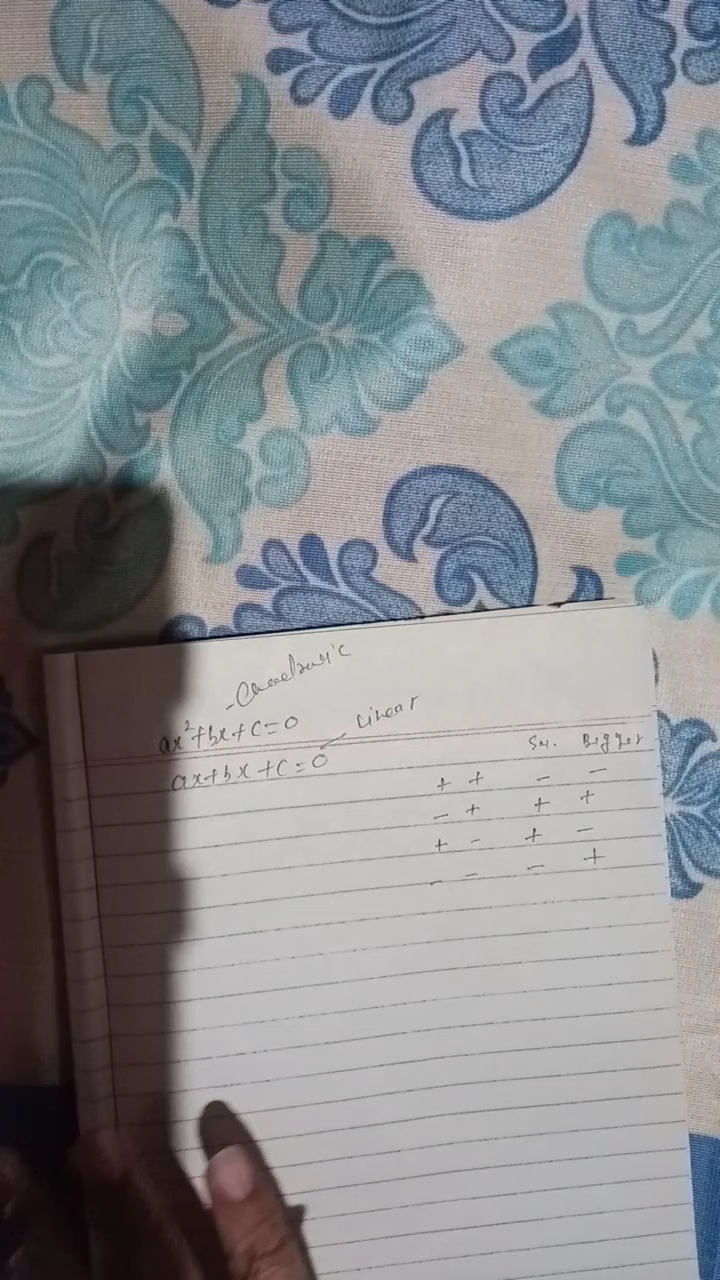 - Quadratic
ax²+bx+c=0
Linear
ax+bx+c=0
Sm. Bigger
+ + - -
- + + +
+ - + -
- - - +